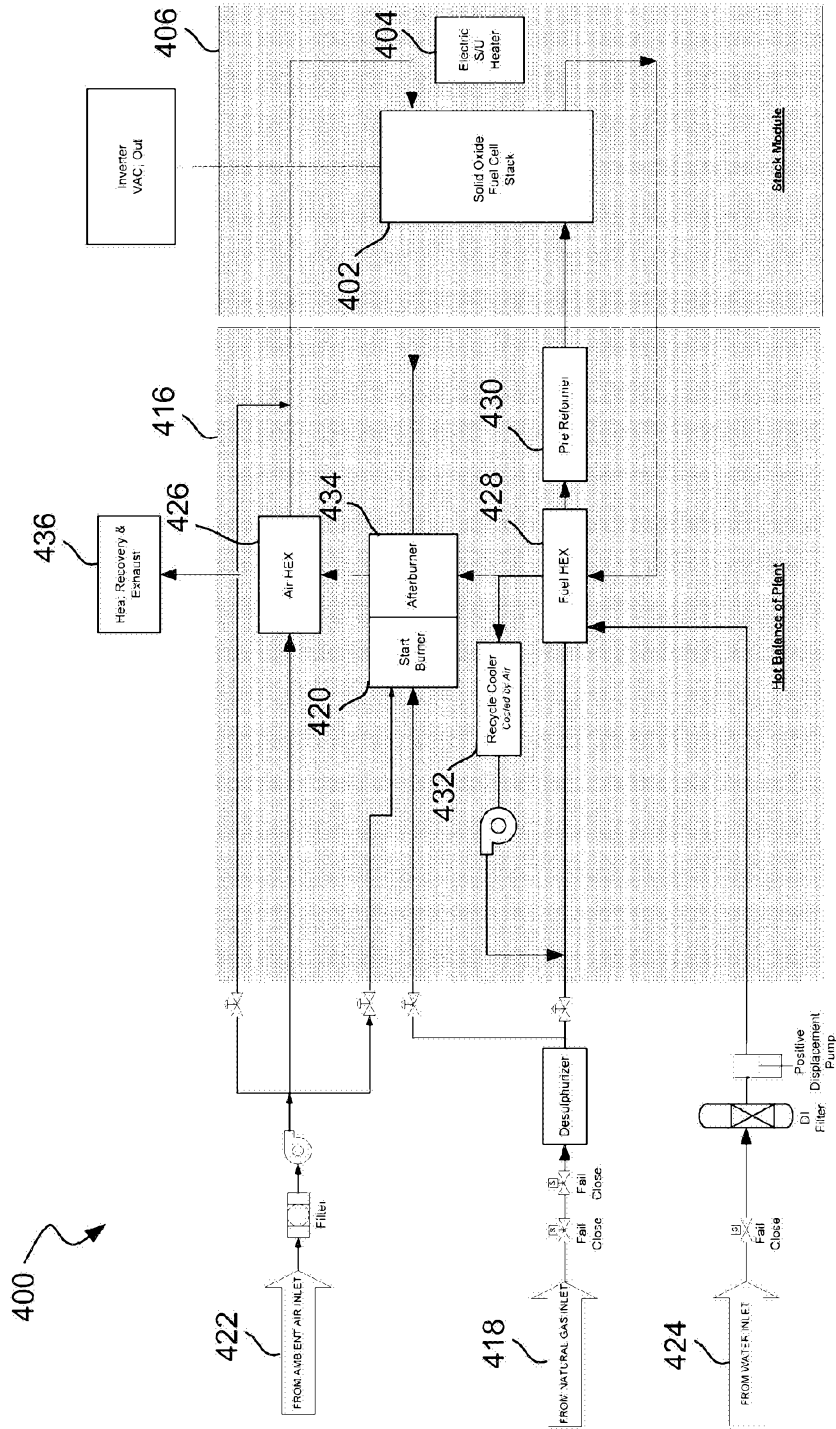 400
422
FROM AMBIENT AIR INLET
Filter
418
FROM NATURAL GAS INLET
Fail
Close
Fail
Close
Desulphurizer
424
FROM WATER INLET
Fail
Close
DI
Filter
Positive
Displacement
Pump
416
436
Heat Recovery &
Exhaust
426
Air HEX
434
420
Start
Burner
Afterburner
432
Recycle Cooler
Cooled by Air
428
Fuel HEX
430
Pre Reformer
Hot Balance of Plant
406
Inverter
VAC, Out
404
Electric
S/U
Heater
402
Solid Oxide
Fuel Cell
Stack
Stack Module